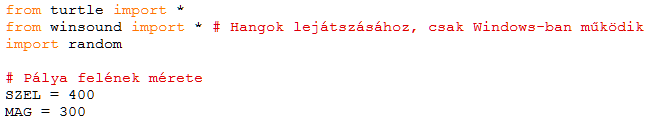 from turtle import *
from winsound import * # Hangok lejátszásához, csak Windows-ban működik
import random
# Pálya felének mérete
SZEL = 400
MAG = 300